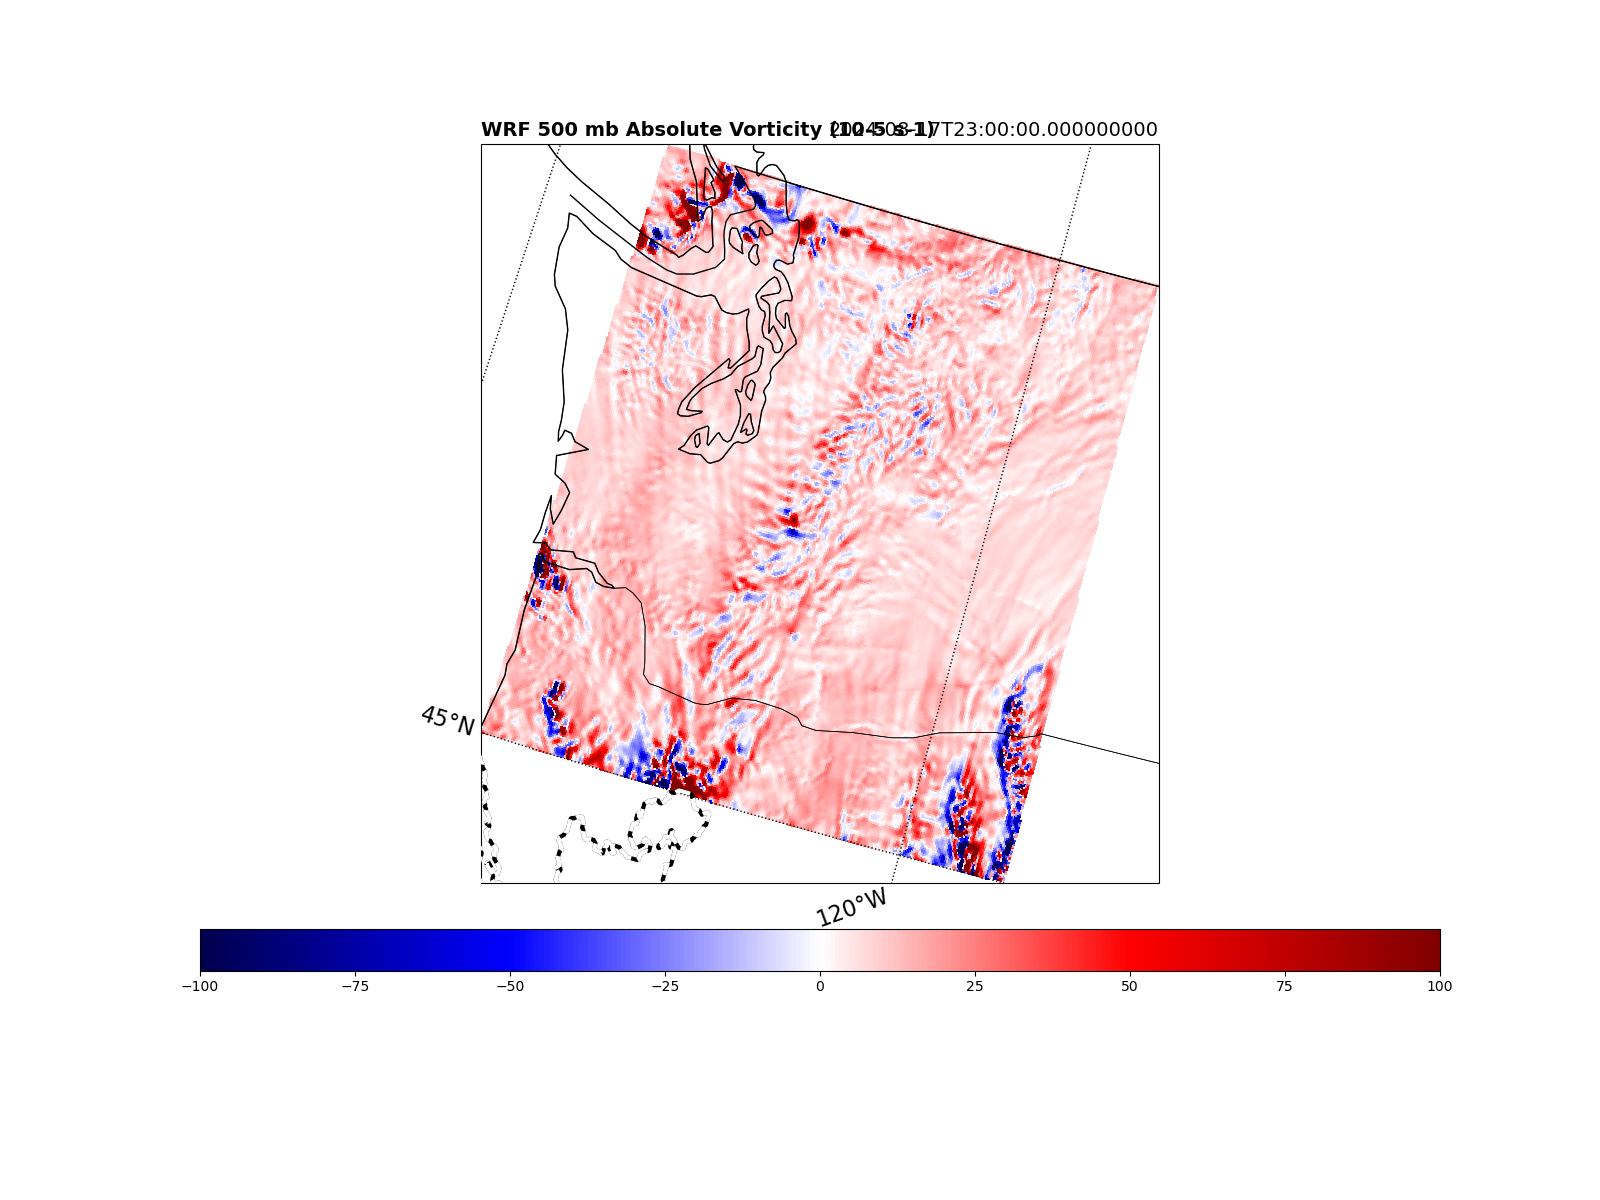 WRF 500 mb Absolute Vorticity (10-5 s-1)
17T23:00:00.000000000
45°N
120°W
−100 −75 −50 −25 0 25 50 75 100